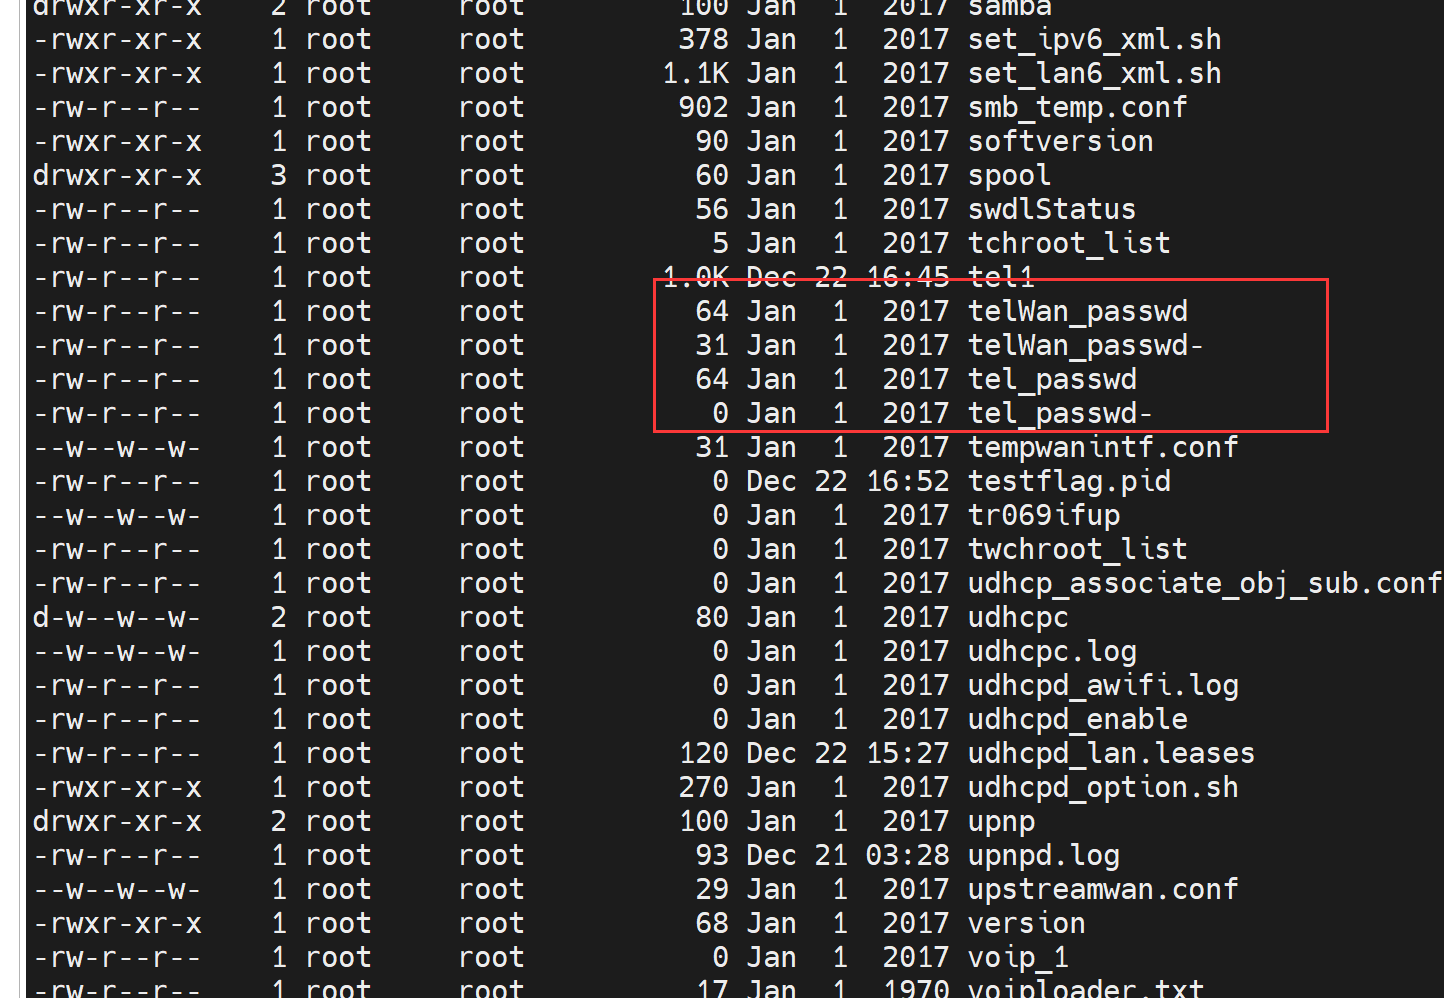 drwxr-xr-x    2 root     root         100 Jan  1  2017 samba
-rwxr-xr-x    1 root     root         378 Jan  1  2017 set_ipv6_xml.sh
-rwxr-xr-x    1 root     root        1.1K Jan  1  2017 set_lan6_xml.sh
-rw-r--r--    1 root     root         902 Jan  1  2017 smb_temp.conf
-rwxr-xr-x    1 root     root          90 Jan  1  2017 softversion
drwxr-xr-x    3 root     root          60 Jan  1  2017 spool
-rw-r--r--    1 root     root          56 Jan  1  2017 swdlStatus
-rw-r--r--    1 root     root           5 Jan  1  2017 tchroot_list
-rw-r--r--    1 root     root        1.0K Dec 22 16:45 tel1
-rw-r--r--    1 root     root          64 Jan  1  2017 telWan_passwd
-rw-r--r--    1 root     root          31 Jan  1  2017 telWan_passwd-
-rw-r--r--    1 root     root          64 Jan  1  2017 tel_passwd
-rw-r--r--    1 root     root           0 Jan  1  2017 tel_passwd-
--w--w--w-    1 root     root          31 Jan  1  2017 tempwanintf.conf
-rw-r--r--    1 root     root           0 Dec 22 16:52 testflag.pid
--w--w--w-    1 root     root           0 Jan  1  2017 tr069ifup
-rw-r--r--    1 root     root           0 Jan  1  2017 twchroot_list
-rw-r--r--    1 root     root           0 Jan  1  2017 udhcp_associate_obj_sub.conf
d-w--w--w-    2 root     root          80 Jan  1  2017 udhcpc
--w--w--w-    1 root     root           0 Jan  1  2017 udhcpc.log
-rw-r--r--    1 root     root           0 Jan  1  2017 udhcpd_awifi.log
-rw-r--r--    1 root     root           0 Jan  1  2017 udhcpd_enable
-rw-r--r--    1 root     root         120 Dec 22 15:27 udhcpd_lan.leases
-rwxr-xr-x    1 root     root         270 Jan  1  2017 udhcpd_option.sh
drwxr-xr-x    2 root     root         100 Jan  1  2017 upnp
-rw-r--r--    1 root     root          93 Dec 21 03:28 upnpd.log
--w--w--w-    1 root     root          29 Jan  1  2017 upstreamwan.conf
-rwxr-xr-x    1 root     root          68 Jan  1  2017 version
-rw-r--r--    1 root     root           0 Jan  1  2017 voip_1
-rw-r--r--    1 root     root          17 Jan  1  1970 voiploader.txt